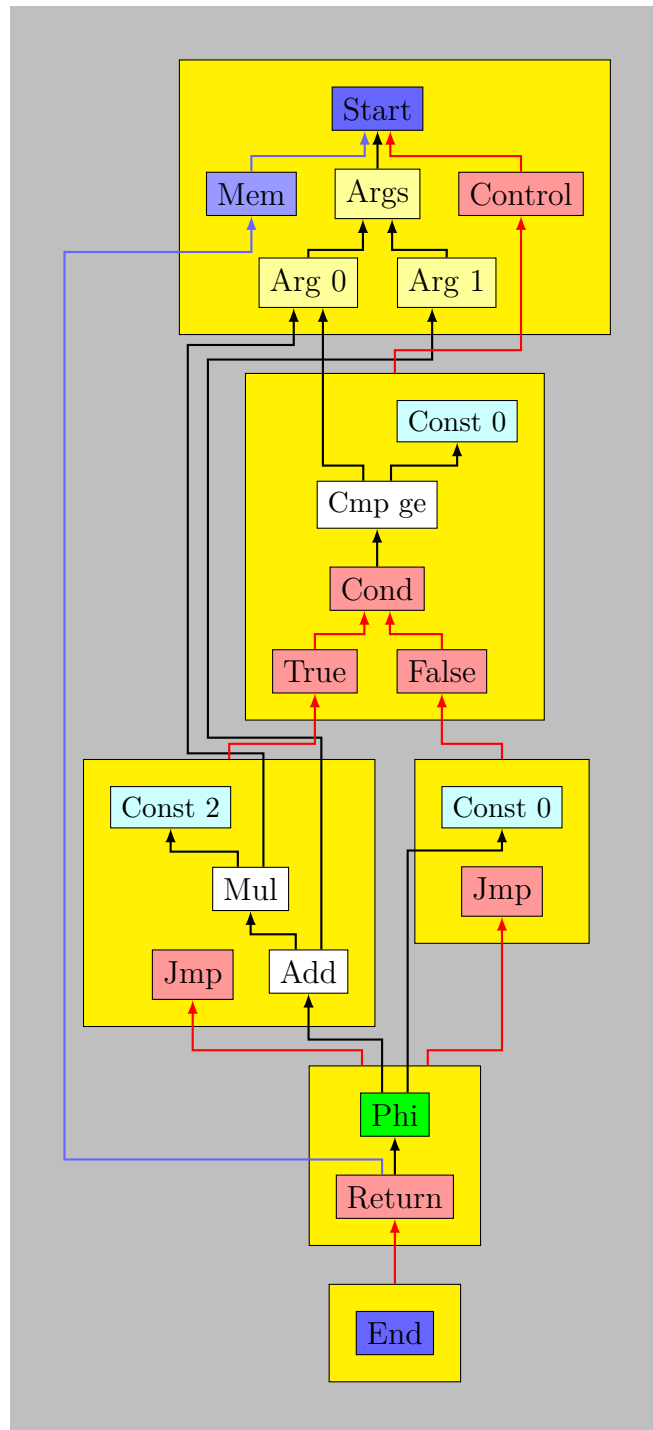 Start
Mem
Args
Control
Arg 0
Arg 1
Const 0
Cmp ge
Cond
True
False
Const 2
Const 0
Mul
Jmp
Jmp
Add
Phi
Return
End